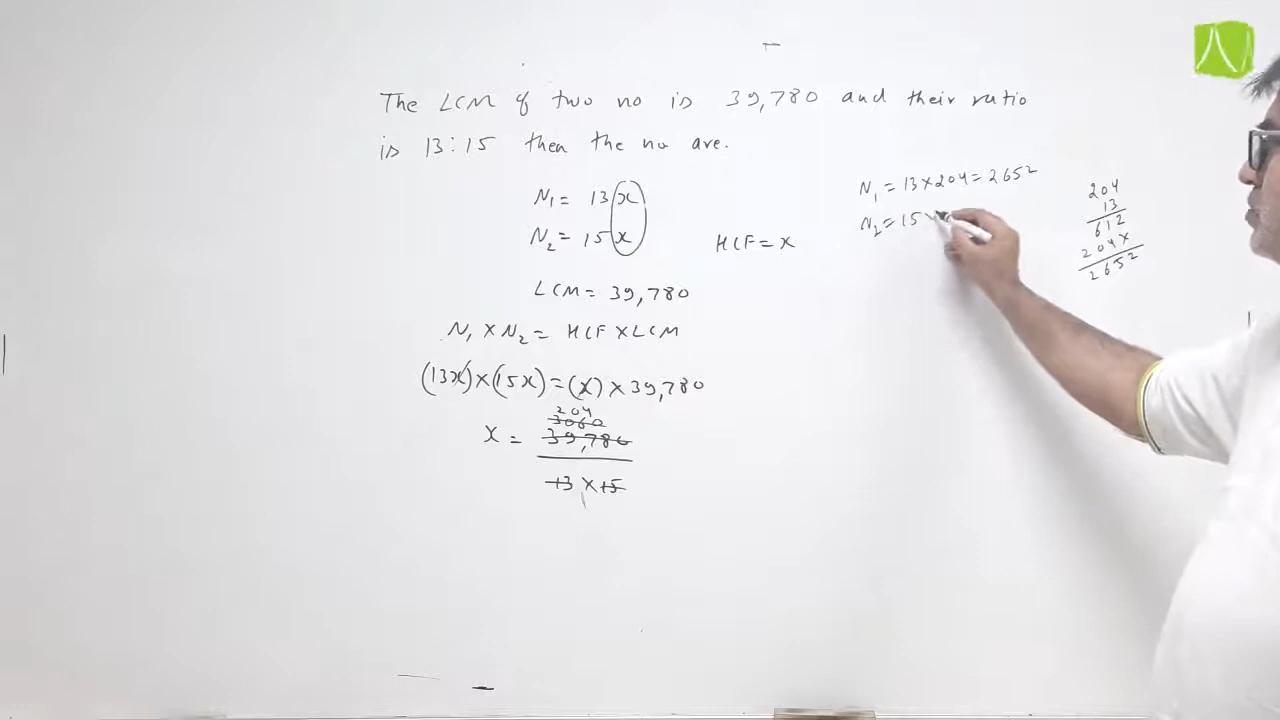 The LCM of two no is 39,780 and their ratio
is 13:15 then the no are.
N1 = 13x
N2 = 15x
HCF = x
LCM = 39,780
N1 × N2 = HCF × LCM
(13x) × (15x) = (x) × 39,780
204
3060
x = 39,780
13 × 15
1
N1 = 13×204 = 2652
N2 = 15×
204
13
612
204×
2652